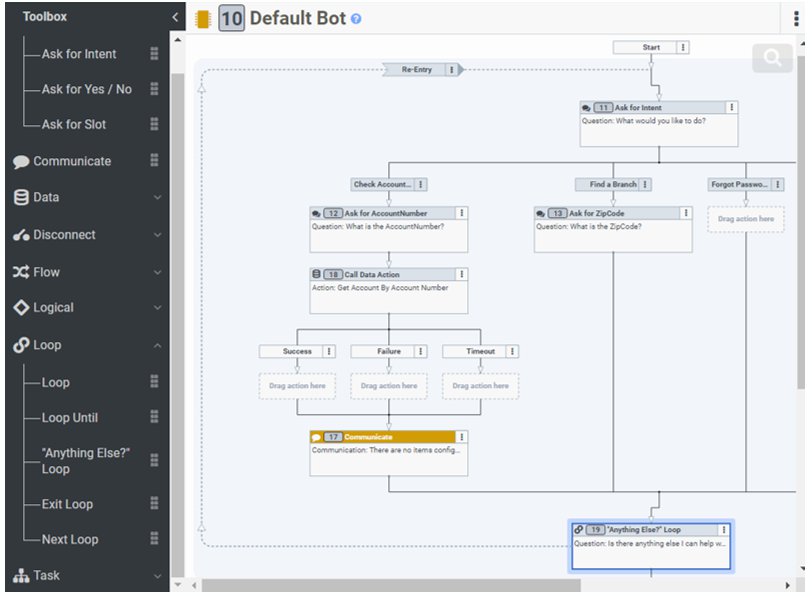 Toolbox
Ask for Intent
Ask for Yes / No
Ask for Slot
Communicate
Data
Disconnect
Flow
Logical
Loop
Loop
Loop Until
"Anything Else?"
Loop
Exit Loop
Next Loop
Task
10 Default Bot ?
Start
Re-Entry
11 Ask for Intent
Question: What would you like to do?
Check Account...
Find a Branch
Forgot Passwo...
12 Ask for AccountNumber
Question: What is the AccountNumber?
13 Ask for ZipCode
Question: What is the ZipCode?
Drag action here
18 Call Data Action
Action: Get Account By Account Number
Success
Failure
Timeout
Drag action here
Drag action here
Drag action here
17 Communicate
Communication: There are no items config...
19 "Anything Else?" Loop
Question: Is there anything else I can help w...